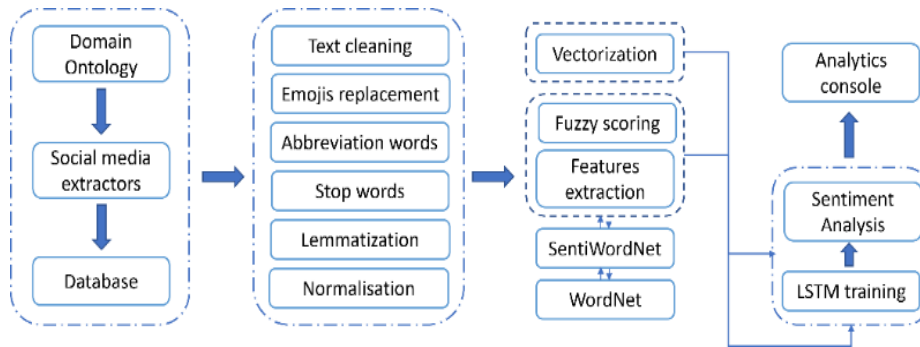 Domain
Ontology
Social media
extractors
Database
Text cleaning
Emojis replacement
Abbreviation words
Stop words
Lemmatization
Normalisation
Vectorization
Fuzzy scoring
Features
extraction
SentiWordNet
WordNet
Analytics
console
Sentiment
Analysis
LSTM training